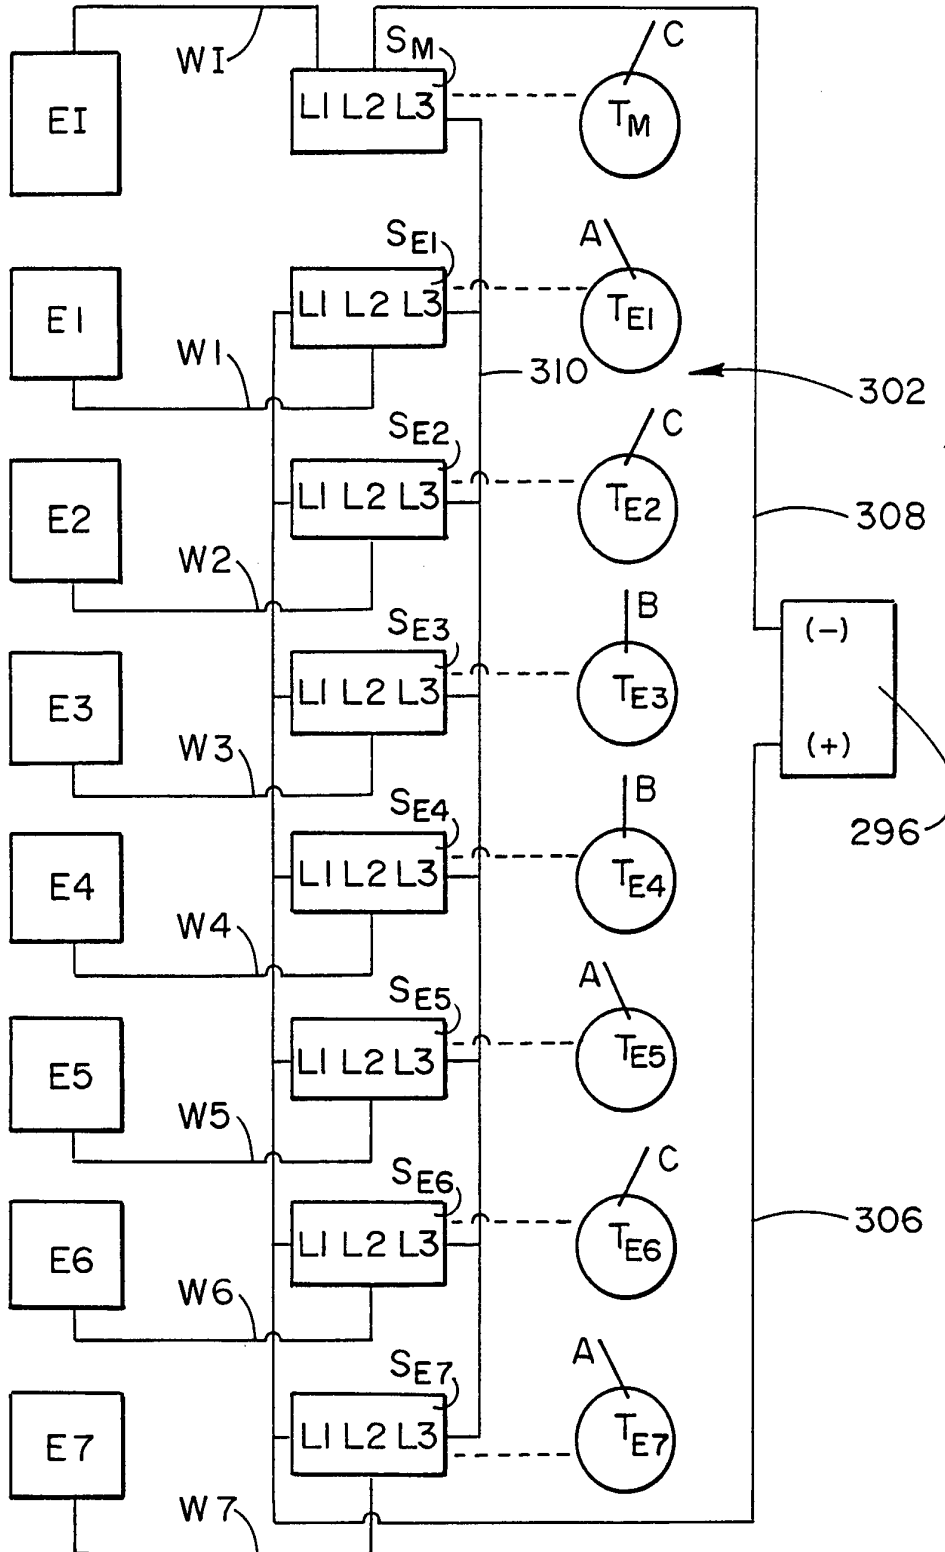 WI
EI
SM
L1 L2 L3
C
TM
SE1
E1
L1 L2 L3
A
TE1
W1
310
302
SE2
E2
L1 L2 L3
C
TE2
W2
308
SE3
E3
L1 L2 L3
B
TE3
W3
(-)
(+)
296
SE4
E4
L1 L2 L3
B
TE4
W4
SE5
E5
L1 L2 L3
A
TE5
W5
SE6
E6
L1 L2 L3
C
TE6
W6
306
SE7
E7
L1 L2 L3
A
TE7
W7